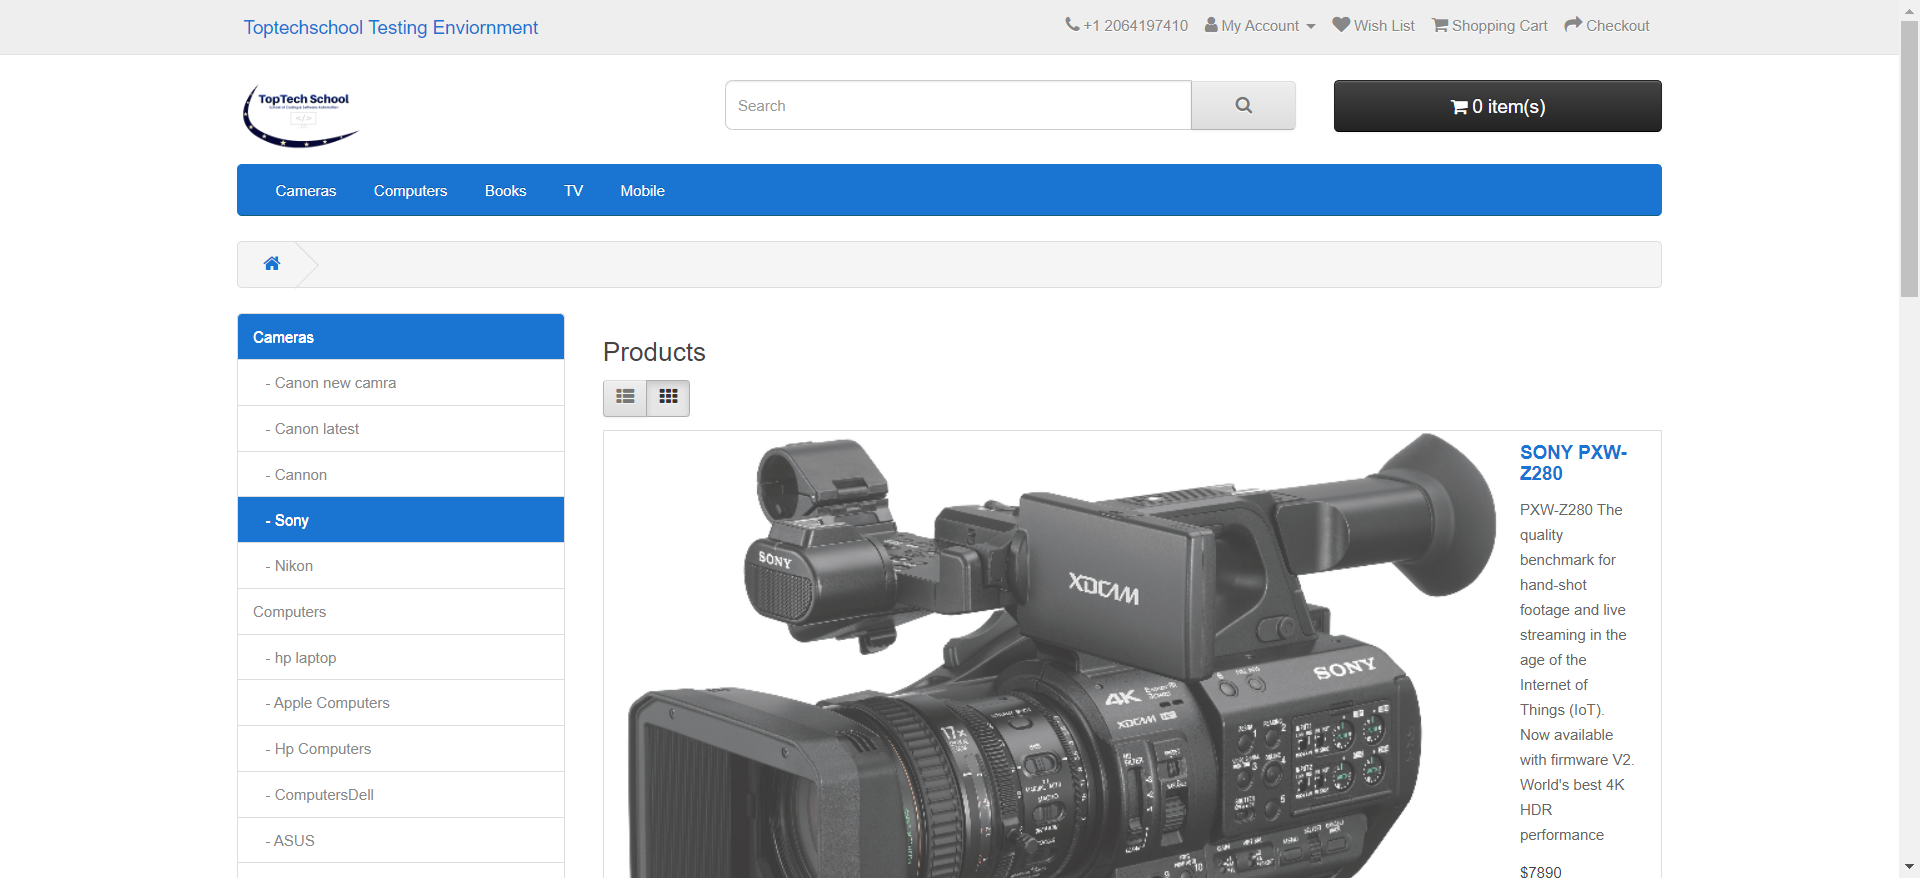 Toptechschool Testing Enviornment
+1 2064197410 My Account Wish List Shopping Cart Checkout
TopTech School
Search
0 item(s)
Cameras Computers Books TV Mobile
Cameras
- Canon new camra
- Canon latest
- Cannon
- Sony
- Nikon
Computers
- hp laptop
- Apple Computers
- Hp Computers
- ComputersDell
- ASUS
Products
SONY
XDCAM
SONY
4K
XDCAM
17x
SONY PXW-
Z280
PXW-Z280 The
quality
benchmark for
hand-shot
footage and live
streaming in the
age of the
Internet of
Things (IoT).
Now available
with firmware V2.
World's best 4K
HDR
performance
$7890